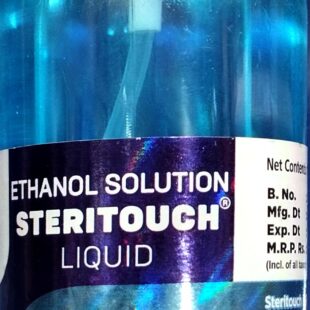 ETHANOL SOLUTION
STERITOUCH®
LIQUID
Net Contents
B. No.
Mfg. Dt
Exp. Dt
M.R.P. Rs.
(Incl. of all
Steritouch